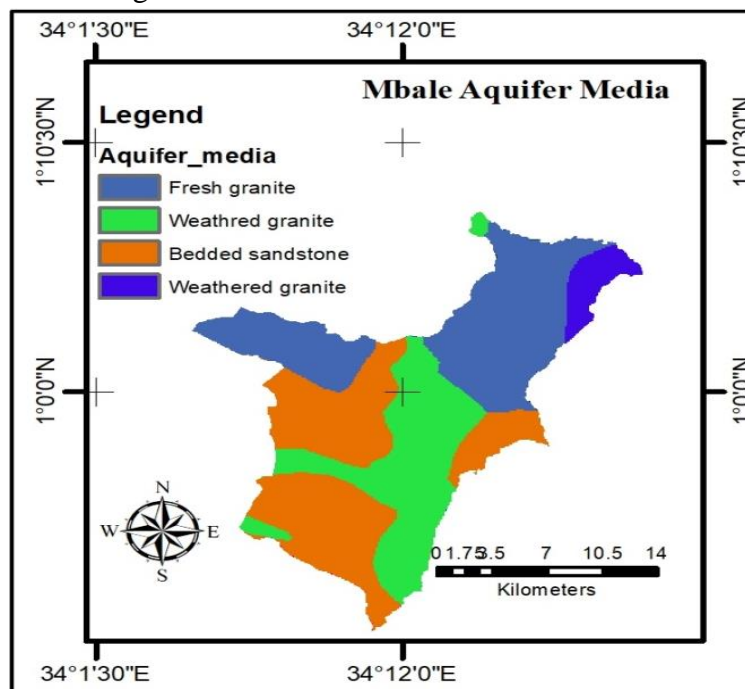 34°1'30"E 34°12'0"E
Mbale Aquifer Media
Legend
Aquifer_media
Fresh granite
Weathred granite
Bedded sandstone
Weathered granite
1°10'30"N 1°10'30"N
1°0'0"N 1°0'0"N
N
W E
S
0 1.75 3.5 7 10.5 14
Kilometers
34°1'30"E 34°12'0"E